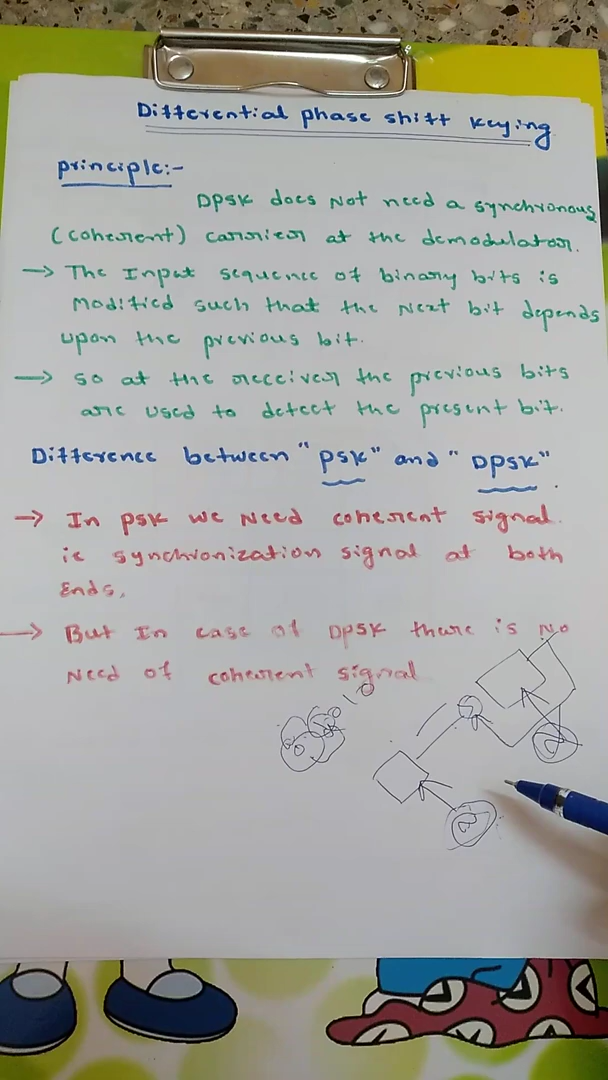 Differential phase shift keying
principle:-
DPSK does Not need a synchronous
(coherent) carrier at the demodulator.
→ The Input sequence of binary bits is
Modified such that the Next bit depends
upon the previous bit.
→ so at the receiver the previous bits
are used to detect the present bit.
Difference between "PSK" and "DPSK".
→ In PSK we Need coherent signal.
ie synchronization signal at both
Ends.
→ But In case of DPSK there is No
Need of coherent signal